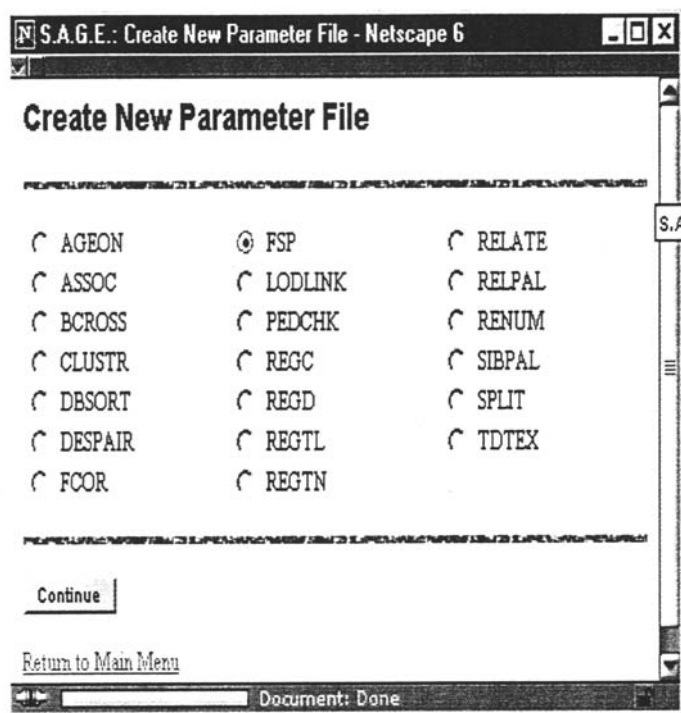 N S.A.G.E.: Create New Parameter File - Netscape 6
Create New Parameter File
S.A
AGEON FSP RELATE
ASSOC LODLINK RELPAL
BCROSS PEDCHK RENUM
CLUSTR REGC SIBPAL
DBSORT REGD SPLIT
DESPAIR REGTL TDTEX
FCOR REGTN
Continue
Return to Main Menu
Document: Done